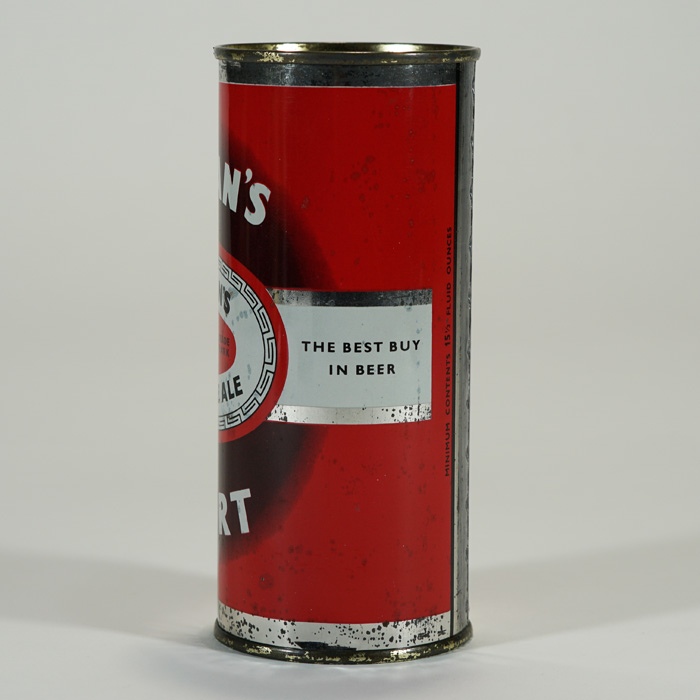 AN'S
N'S
ALE
RT
THE BEST BUY
IN BEER
MINIMUM CONTENTS 15½ FLUID OUNCES